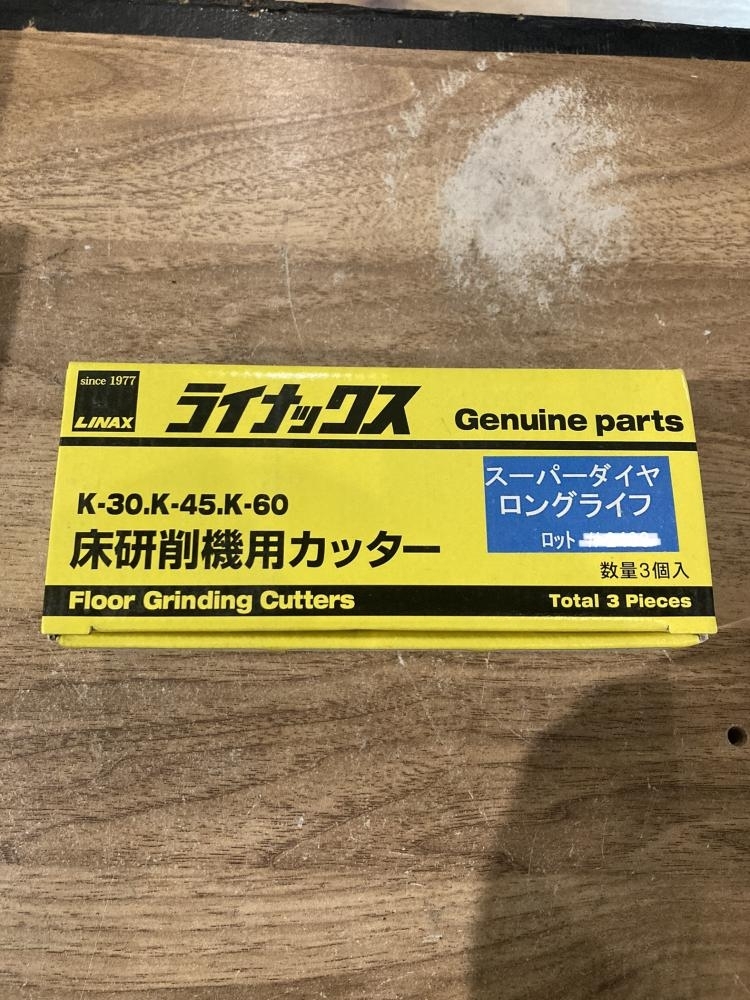 since 1977
LINAX
ライナックス
Genuine parts
K-30.K-45.K-60
床研削機用カッター
スーパーダイヤ
ロングライフ
ロット
数量3個入
Floor Grinding Cutters
Total 3 Pieces